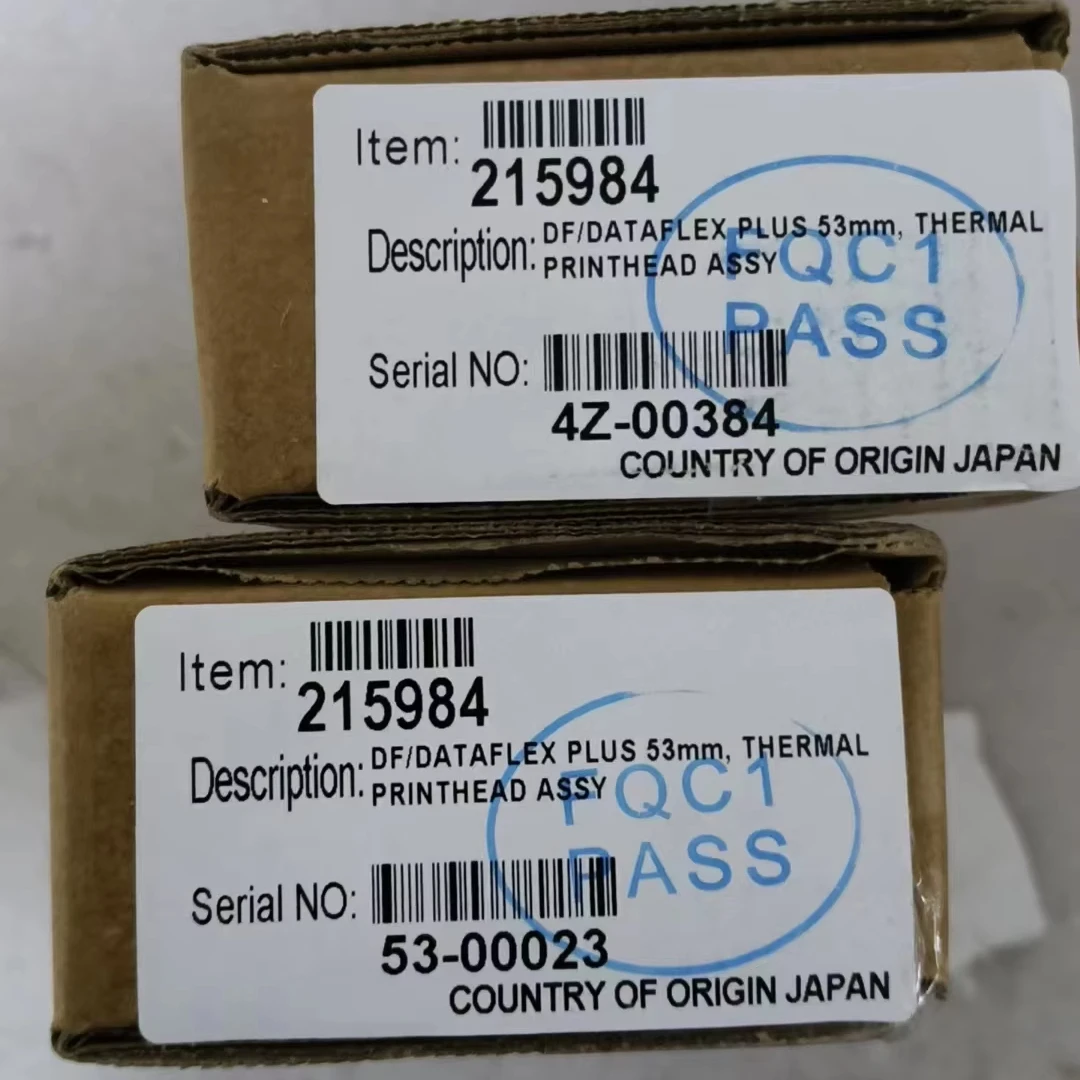 Item:
215984
Description: DF/DATAFLEX PLUS 53mm, THERMAL
PRINTHEAD ASSY
FQC1
PASS
Serial NO:
4Z-00384
COUNTRY OF ORIGIN JAPAN
Item:
215984
Description: DF/DATAFLEX PLUS 53mm, THERMAL
PRINTHEAD ASSY
FQC1
PASS
Serial NO:
53-00023
COUNTRY OF ORIGIN JAPAN